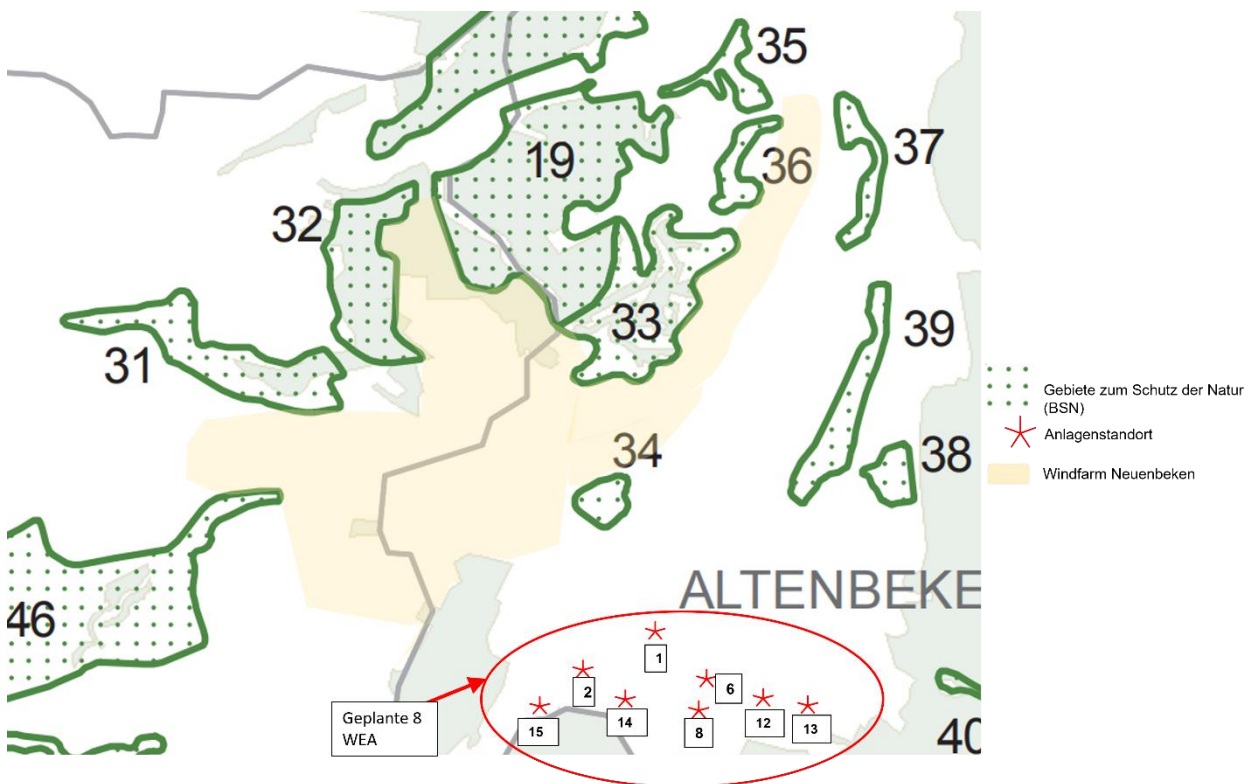 35
19
36
37
32
33
39
31
34
38
46
ALTENBEKE
40
Gebiete zum Schutz der Natur
(BSN)
Anlagenstandort
Windfarm Neuenbeken
1
2
6
14
15
8
12
13
Geplante 8
WEA